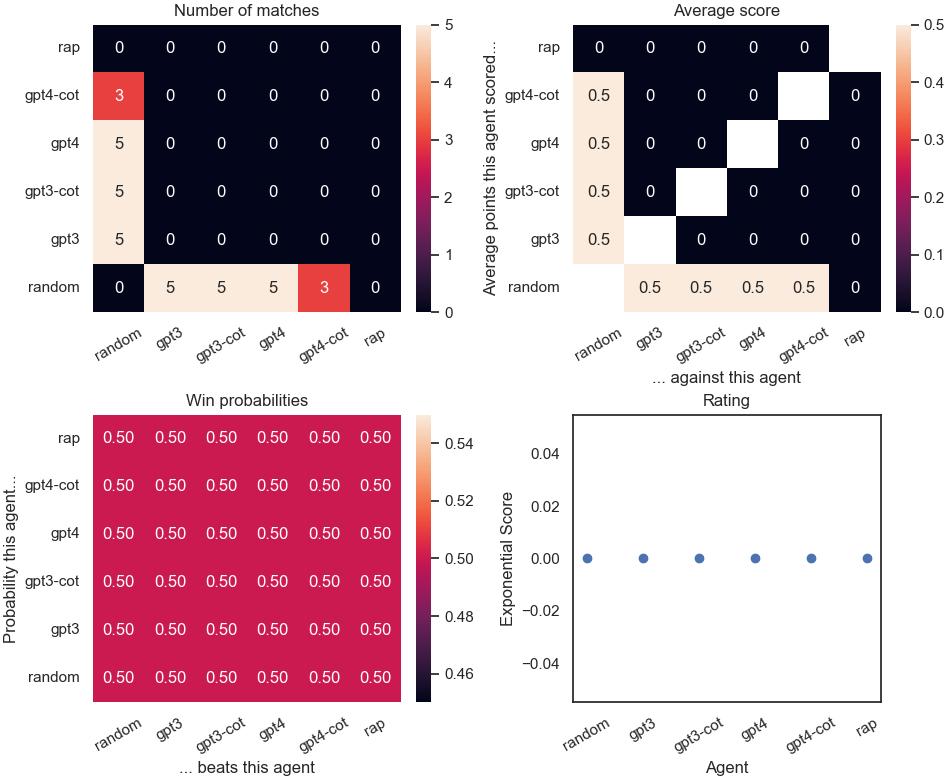 Number of matches
rap 0 0 0 0 0 0
gpt4-cot 3 0 0 0 0 0
gpt4 5 0 0 0 0 0
gpt3-cot 5 0 0 0 0 0
gpt3 5 0 0 0 0 0
random 0 5 5 5 3 0
random gpt3 gpt3-cot gpt4 gpt4-cot rap
5
4
3
2
1
0
Average score
Average points this agent scored...
rap 0 0 0 0 0
gpt4-cot 0.5 0 0 0 0
gpt4 0.5 0 0 0 0
gpt3-cot 0.5 0 0 0 0
gpt3 0.5 0 0 0 0
random 0.5 0.5 0.5 0.5 0
random gpt3 gpt3-cot gpt4 gpt4-cot rap
... against this agent
0.5
0.4
0.3
0.2
0.1
0.0
Win probabilities
Probability this agent...
rap 0.50 0.50 0.50 0.50 0.50 0.50
gpt4-cot 0.50 0.50 0.50 0.50 0.50 0.50
gpt4 0.50 0.50 0.50 0.50 0.50 0.50
gpt3-cot 0.50 0.50 0.50 0.50 0.50 0.50
gpt3 0.50 0.50 0.50 0.50 0.50 0.50
random 0.50 0.50 0.50 0.50 0.50 0.50
random gpt3 gpt3-cot gpt4 gpt4-cot rap
... beats this agent
0.54
0.52
0.50
0.48
0.46
Rating
Exponential Score
0.04
0.02
0.00
−0.02
−0.04
random gpt3 gpt3-cot gpt4 gpt4-cot rap
Agent